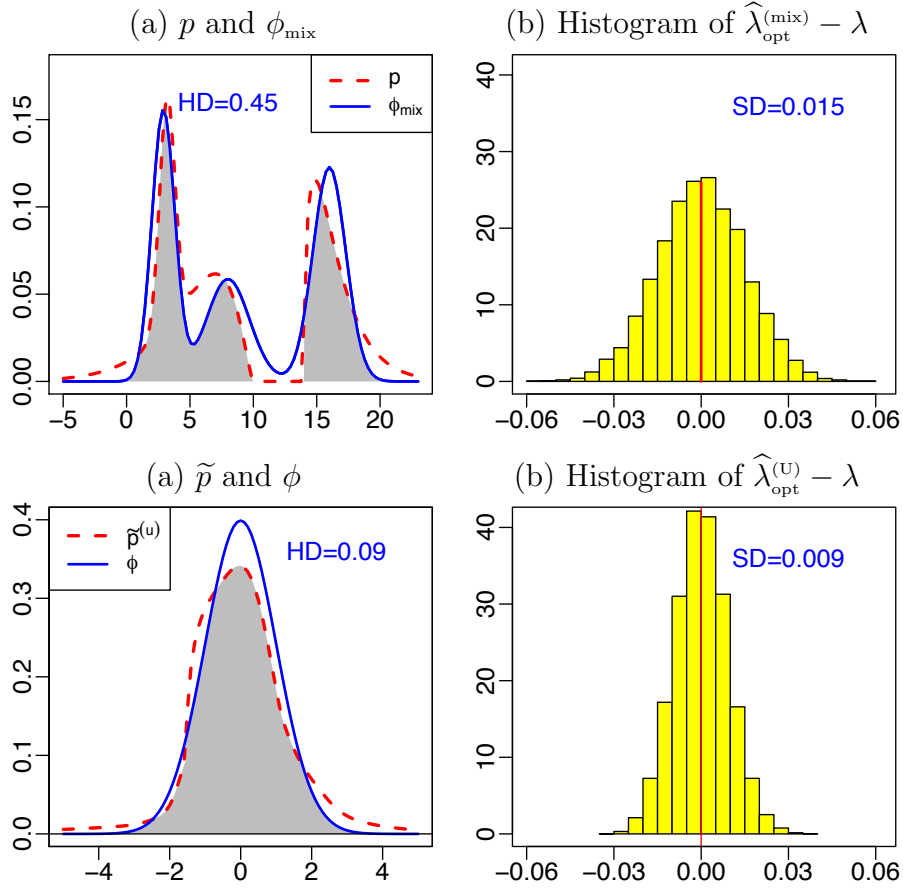 (a) p and ϕmix
HD=0.45
p
ϕmix
0.00 0.05 0.10 0.15
−5 0 5 10 15 20
(b) Histogram of λ̂opt(mix) − λ
SD=0.015
0 10 20 30 40
−0.06 −0.03 0.00 0.03 0.06
(a) p̃ and ϕ
p̃(u)
ϕ
HD=0.09
0.0 0.1 0.2 0.3 0.4
−4 −2 0 2 4
(b) Histogram of λ̂opt(U) − λ
SD=0.009
0 10 20 30 40
−0.06 −0.03 0.00 0.03 0.06